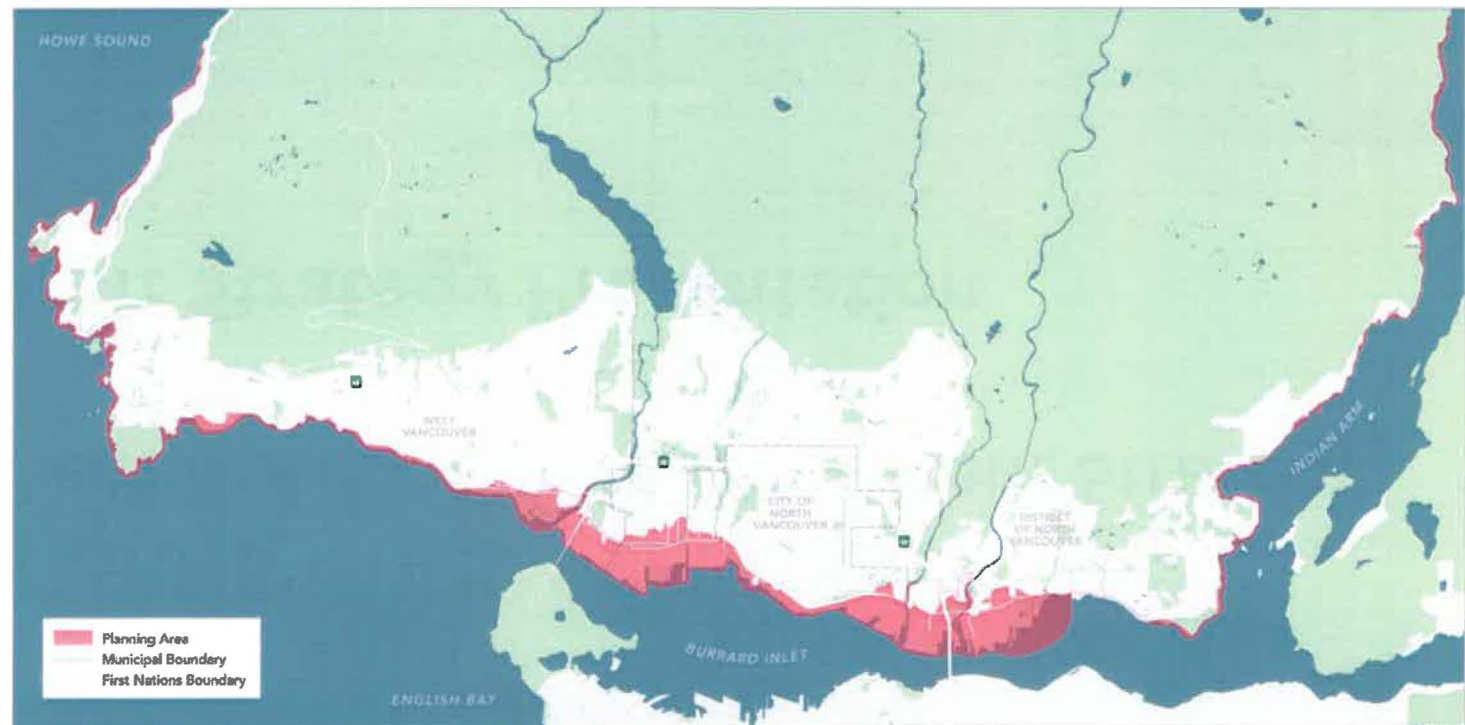 HOWE SOUND
WEST
VANCOUVER
CITY OF
NORTH
VANCOUVER
DISTRICT
OF NORTH
VANCOUVER
INDIAN ARM
BURRARD INLET
ENGLISH BAY
Planning Area
Municipal Boundary
First Nations Boundary